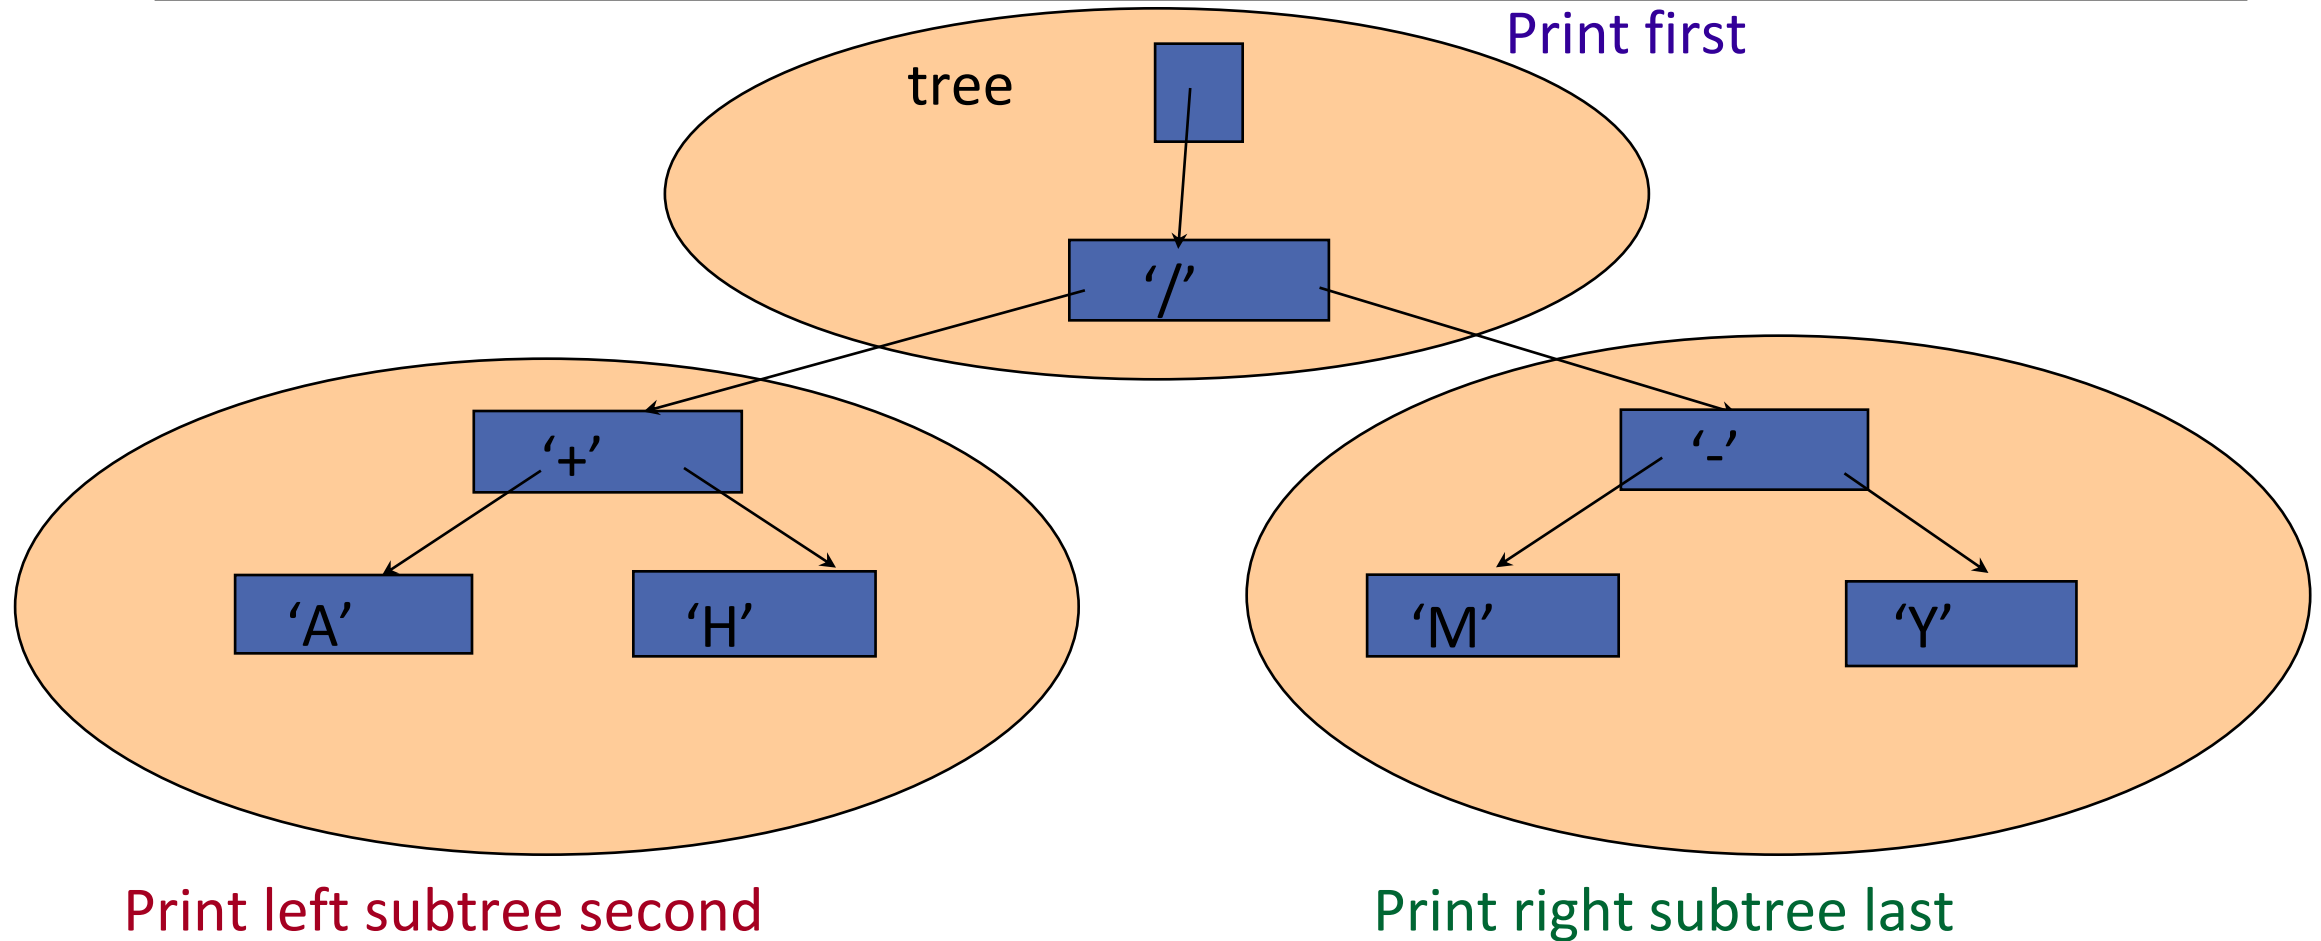 Print first
tree
‘/’
‘+’
‘-’
‘A’
‘H’
‘M’
‘Y’
Print left subtree second
Print right subtree last